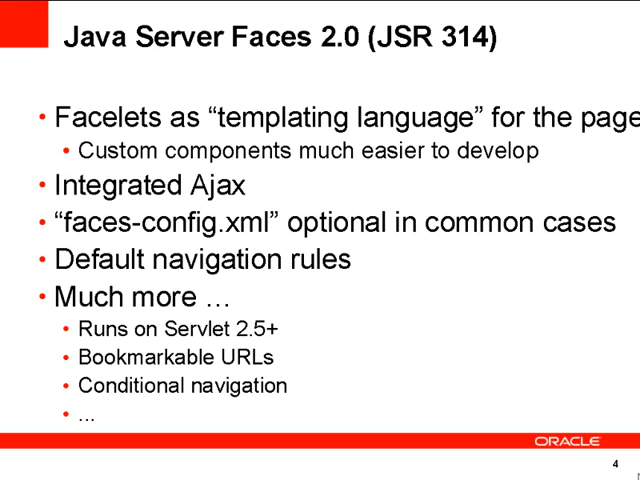 Java Server Faces 2.0 (JSR 314)
• Facelets as “templating language” for the page
• Custom components much easier to develop
• Integrated Ajax
• “faces-config.xml” optional in common cases
• Default navigation rules
• Much more …
• Runs on Servlet 2.5+
• Bookmarkable URLs
• Conditional navigation
• ...
ORACLE
4